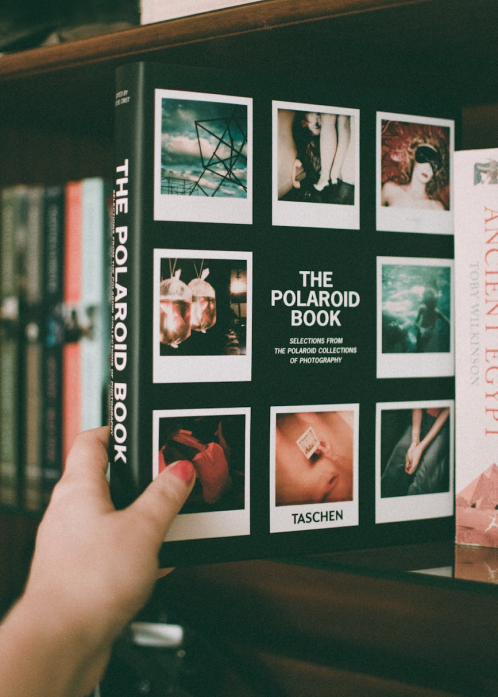 THE POLAROID BOOK
THE
POLAROID
BOOK
SELECTIONS FROM
THE POLAROID COLLECTIONS
OF PHOTOGRAPHY
TASCHEN
ANCIENT EGYPT
TOBY WILKINSON